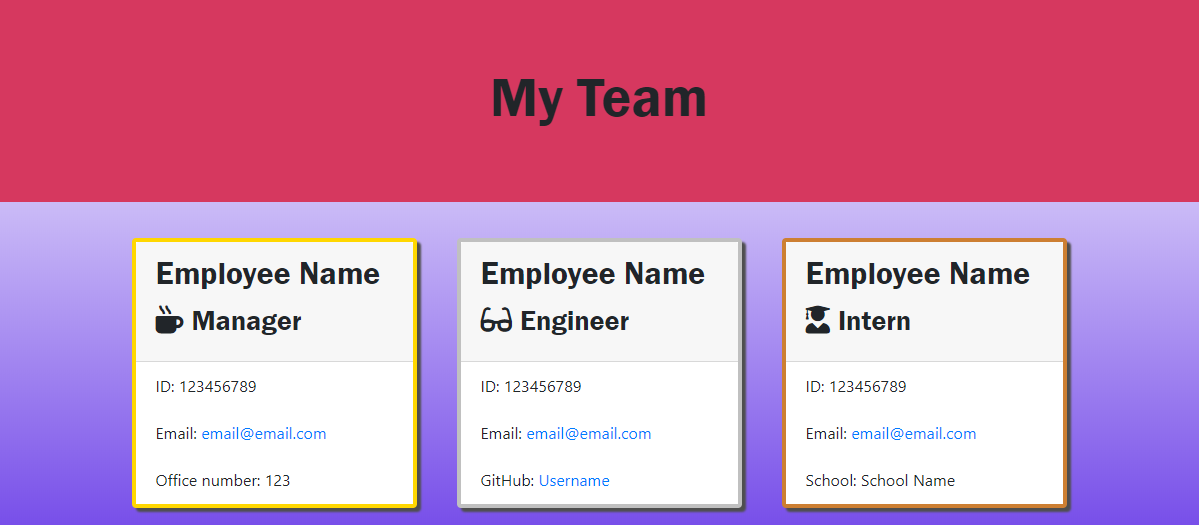 My Team
Employee Name
Manager
ID: 123456789
Email: email@email.com
Office number: 123
Employee Name
Engineer
ID: 123456789
Email: email@email.com
GitHub: Username
Employee Name
Intern
ID: 123456789
Email: email@email.com
School: School Name